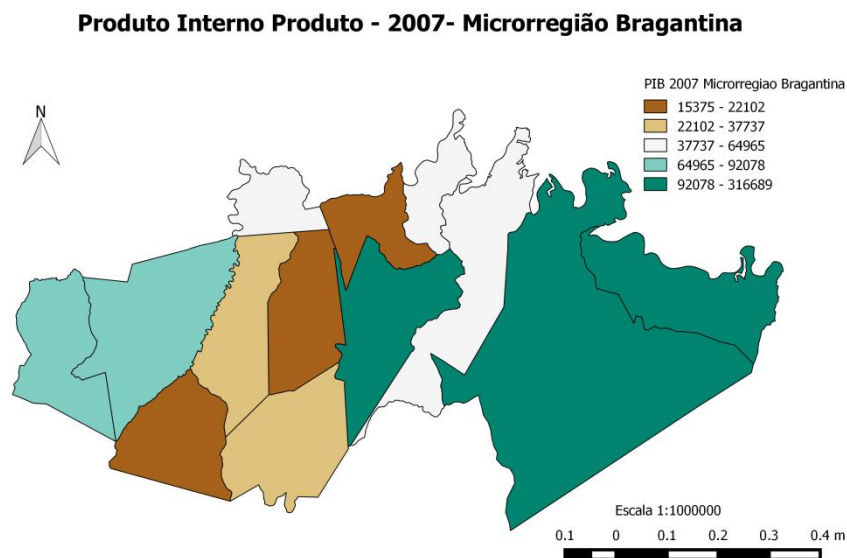 Produto Interno Produto - 2007- Microrregião Bragantina
N
PIB 2007 Microrregiao Bragantina
15375 - 22102
22102 - 37737
37737 - 64965
64965 - 92078
92078 - 316689
Escala 1:1000000
0.1 0 0.1 0.2 0.3 0.4 m